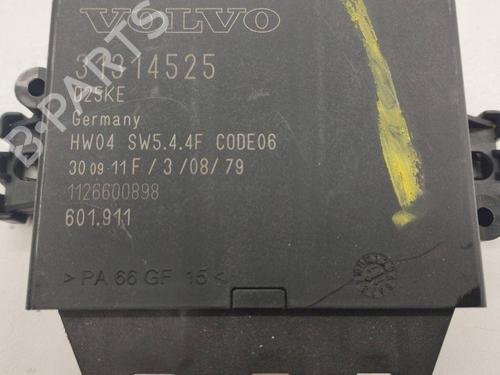 VOLVO
31314525
D25KE
Germany
HW04 SW5.4.4F CODE06
30 09 11 F / 3 /08/ 79
1126600898
601.911
>PA 66 GF 15<
B-PARTS